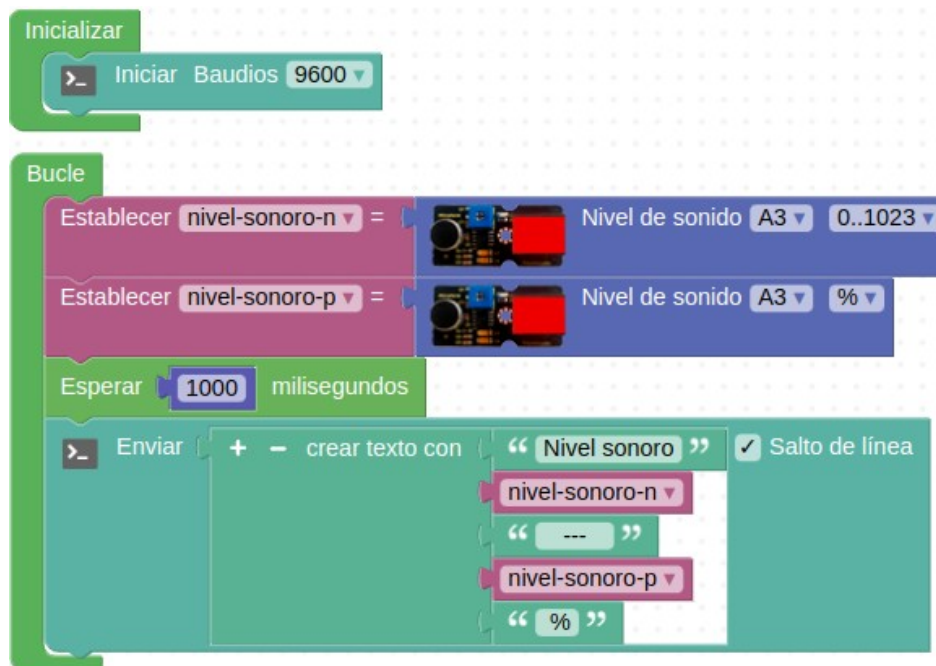 Inicializar
Iniciar Baudios 9600
Bucle
Establecer nivel-sonoro-n = Nivel de sonido A3 0..1023
Establecer nivel-sonoro-p = Nivel de sonido A3 %
Esperar 1000 milisegundos
Enviar + - crear texto con “ Nivel sonoro ” ✓ Salto de línea
nivel-sonoro-n
“ --- ”
nivel-sonoro-p
“ % ”